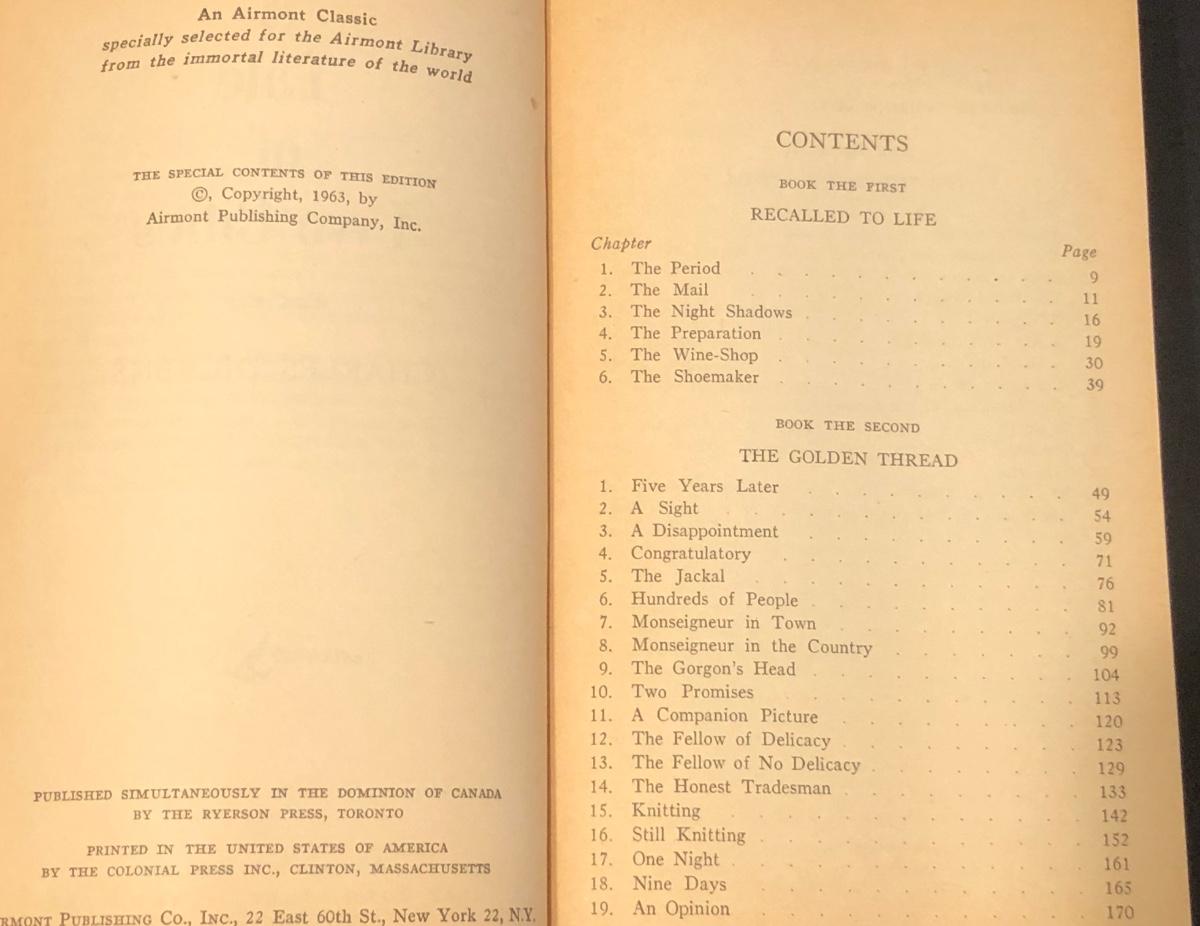 An Airmont Classic
specially selected for the Airmont Library
from the immortal literature of the world
THE SPECIAL CONTENTS OF THIS EDITION
©, Copyright, 1963, by
Airmont Publishing Company, Inc.
PUBLISHED SIMULTANEOUSLY IN THE DOMINION OF CANADA
BY THE RYERSON PRESS, TORONTO
PRINTED IN THE UNITED STATES OF AMERICA
BY THE COLONIAL PRESS INC., CLINTON, MASSACHUSETTS
RMONT PUBLISHING CO., INC., 22 East 60th St., New York 22, N.Y.
CONTENTS
BOOK THE FIRST
RECALLED TO LIFE
Chapter Page
1. The Period . . . . . . . . . . . 9
2. The Mail . . . . . . . . . . . 11
3. The Night Shadows . . . . . . . . . 16
4. The Preparation . . . . . . . . . . 19
5. The Wine-Shop . . . . . . . . . . 30
6. The Shoemaker . . . . . . . . . . 39
BOOK THE SECOND
THE GOLDEN THREAD
1. Five Years Later . . . . . . . . . . 49
2. A Sight . . . . . . . . . . . . 54
3. A Disappointment . . . . . . . . . . 59
4. Congratulatory . . . . . . . . . . 71
5. The Jackal . . . . . . . . . . . 76
6. Hundreds of People . . . . . . . . . 81
7. Monseigneur in Town . . . . . . . . . 92
8. Monseigneur in the Country . . . . . . . 99
9. The Gorgon's Head . . . . . . . . . 104
10. Two Promises . . . . . . . . . . 113
11. A Companion Picture . . . . . . . . . 120
12. The Fellow of Delicacy . . . . . . . . 123
13. The Fellow of No Delicacy . . . . . . . 129
14. The Honest Tradesman . . . . . . . . 133
15. Knitting . . . . . . . . . . . . 142
16. Still Knitting . . . . . . . . . . . 152
17. One Night . . . . . . . . . . . 161
18. Nine Days . . . . . . . . . . . 165
19. An Opinion . . . . . . . . . . . 170